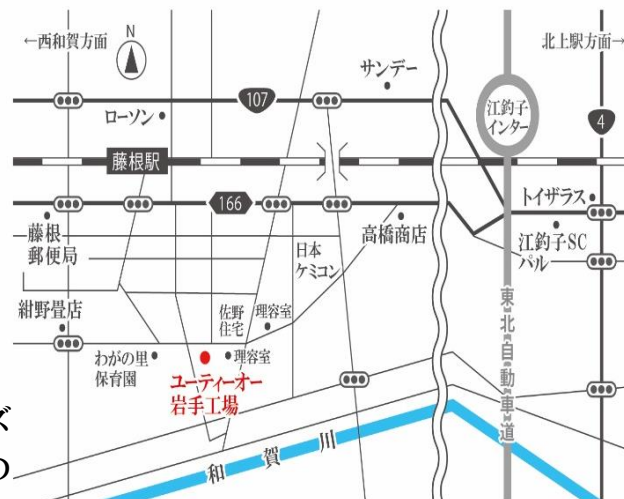 ←西和賀方面
N
北上駅方面→
サンデー
107
ローソン
江釣子
インター
4
藤根駅
トイザラス
166
藤根
郵便局
高橋商店
江釣子SC
パル
日本
ケミコン
紺野畳店
佐野
住宅
理容室
東北自動車道
わがの里
保育園
理容室
ユーティーオー
岩手工場
和賀川
ズ
つ